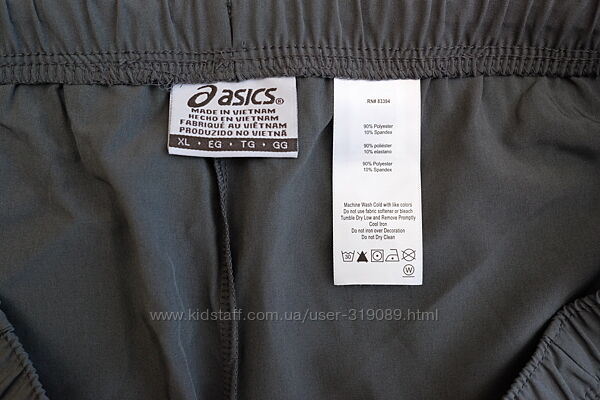 asics®
MADE IN VIETNAM
HECHO EN VIETNAM
FABRIQUÉ AU VIÊTNAM
PRODUZIDO NO VIETNÃ
XL • EG • TG • GG
RN# 83394
90% Polyester
10% Spandex
90% poliéster
10% elastano
90% Polyester
10% Spandex
Machine Wash Cold with like colors
Do not use fabric softener or bleach
Tumble Dry Low and Remove Promptly
Cool Iron
Do not iron over Decoration
Do not Dry Clean
30
W
www.kidstaff.com.ua/user-319089.html